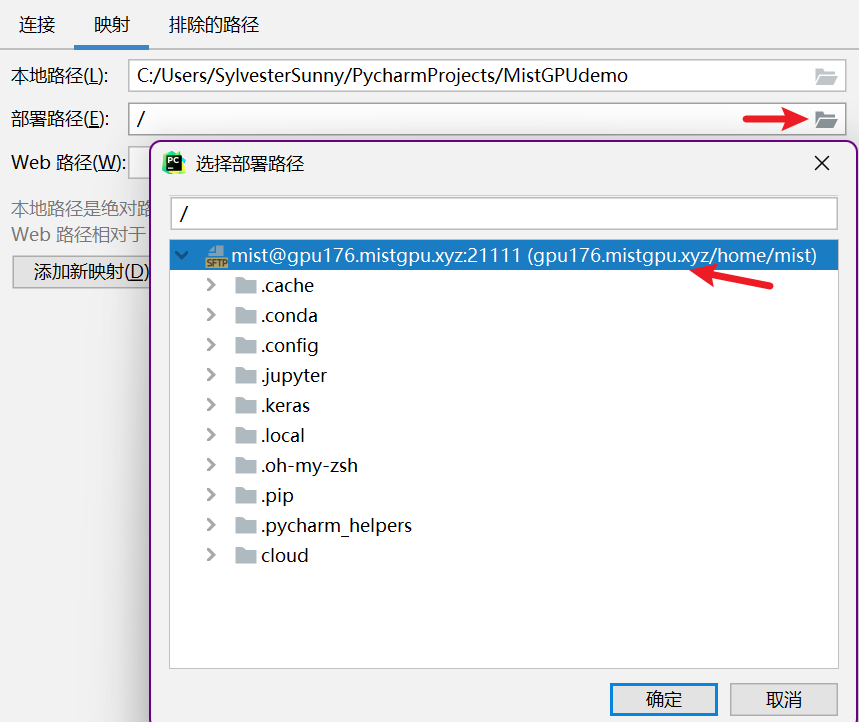 连接 映射 排除的路径
本地路径(L): C:/Users/SylvesterSunny/PycharmProjects/MistGPUdemo
部署路径(E): /
Web 路径(W):
PC 选择部署路径
本地路径是绝对路
Web 路径相对于
添加新映射(D)
/
SFTP mist@gpu176.mistgpu.xyz:21111 (gpu176.mistgpu.xyz/home/mist)
.cache
.conda
.config
.jupyter
.keras
.local
.oh-my-zsh
.pip
.pycharm_helpers
cloud
确定 取消